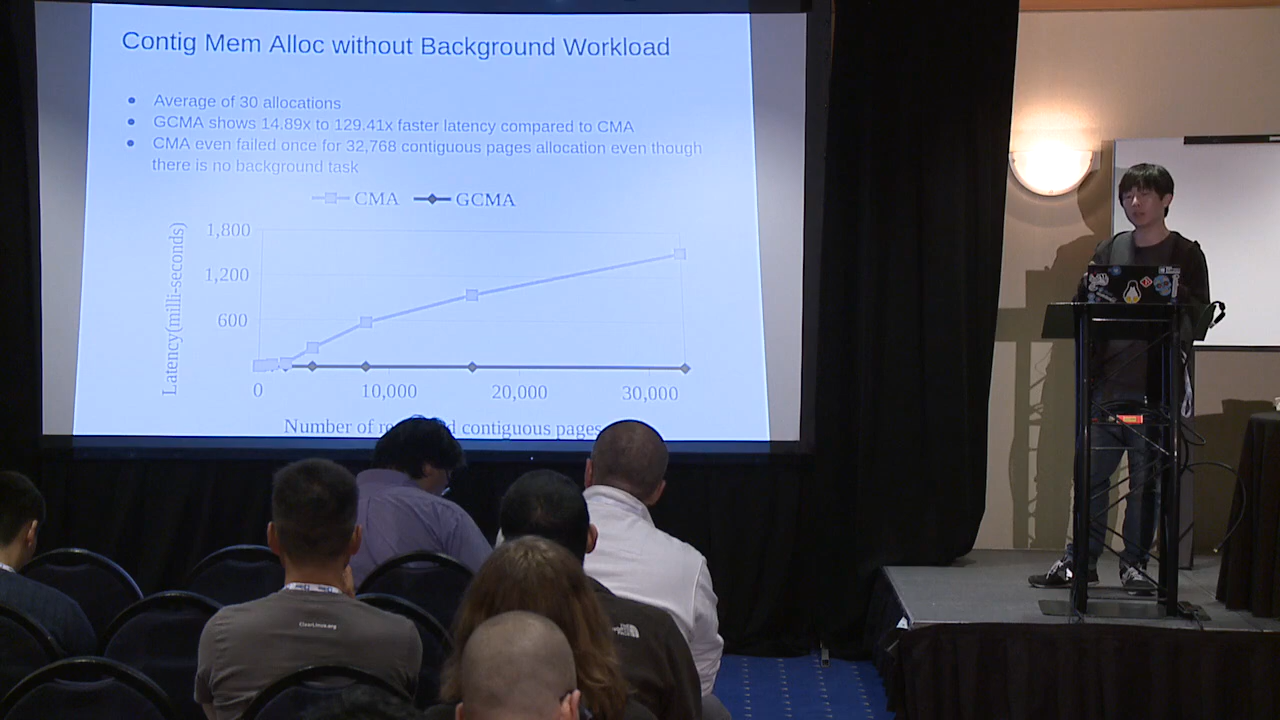 Contig Mem Alloc without Background Workload
• Average of 30 allocations
• GCMA shows 14.89x to 129.41x faster latency compared to CMA
• CMA even failed once for 32,768 contiguous pages allocation even though
there is no background task
CMA GCMA
Latency(milli-seconds)
1,800
1,200
600
0 10,000 20,000 30,000
Number of contiguous pages
ClearLinux.org